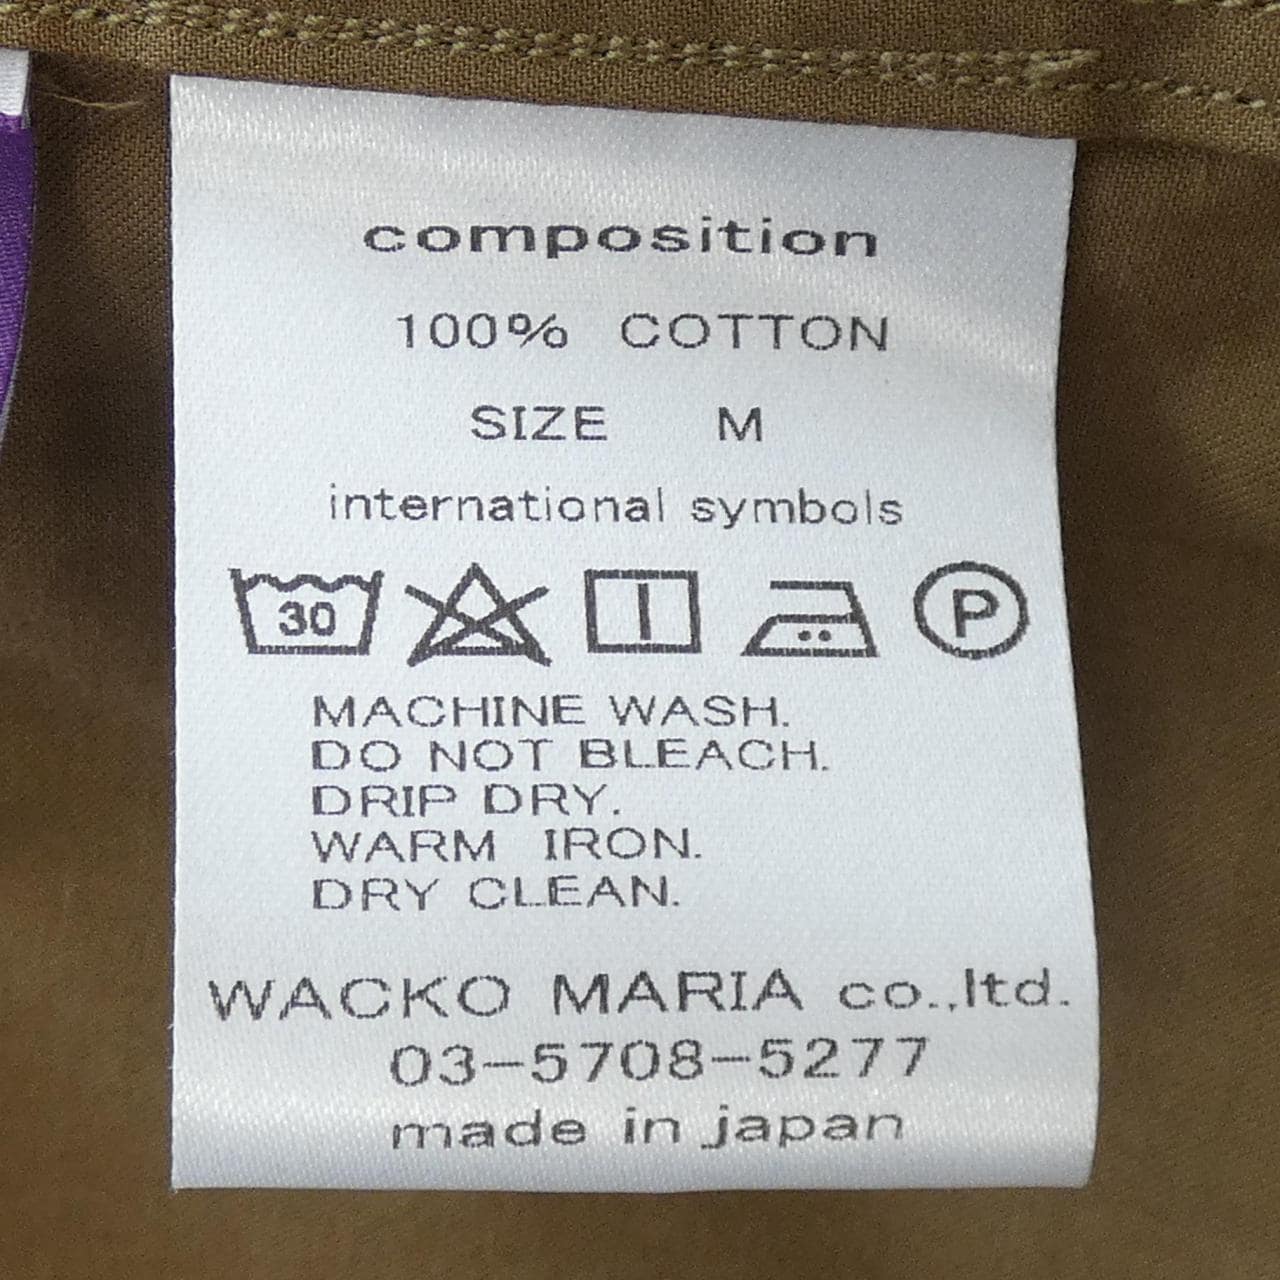 composition
100% COTTON
SIZE M
international symbols
30 P
MACHINE WASH.
DO NOT BLEACH.
DRIP DRY.
WARM IRON.
DRY CLEAN.
WACKO MARIA co.,ltd.
03-5708-5277
made in japan